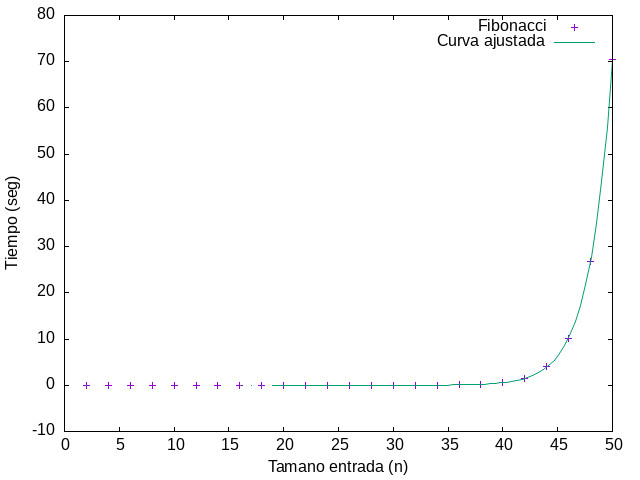 Fibonacci
Curva ajustada
80
70
60
50
40
30
20
10
0
-10
Tiempo (seg)
0 5 10 15 20 25 30 35 40 45 50
Tamano entrada (n)